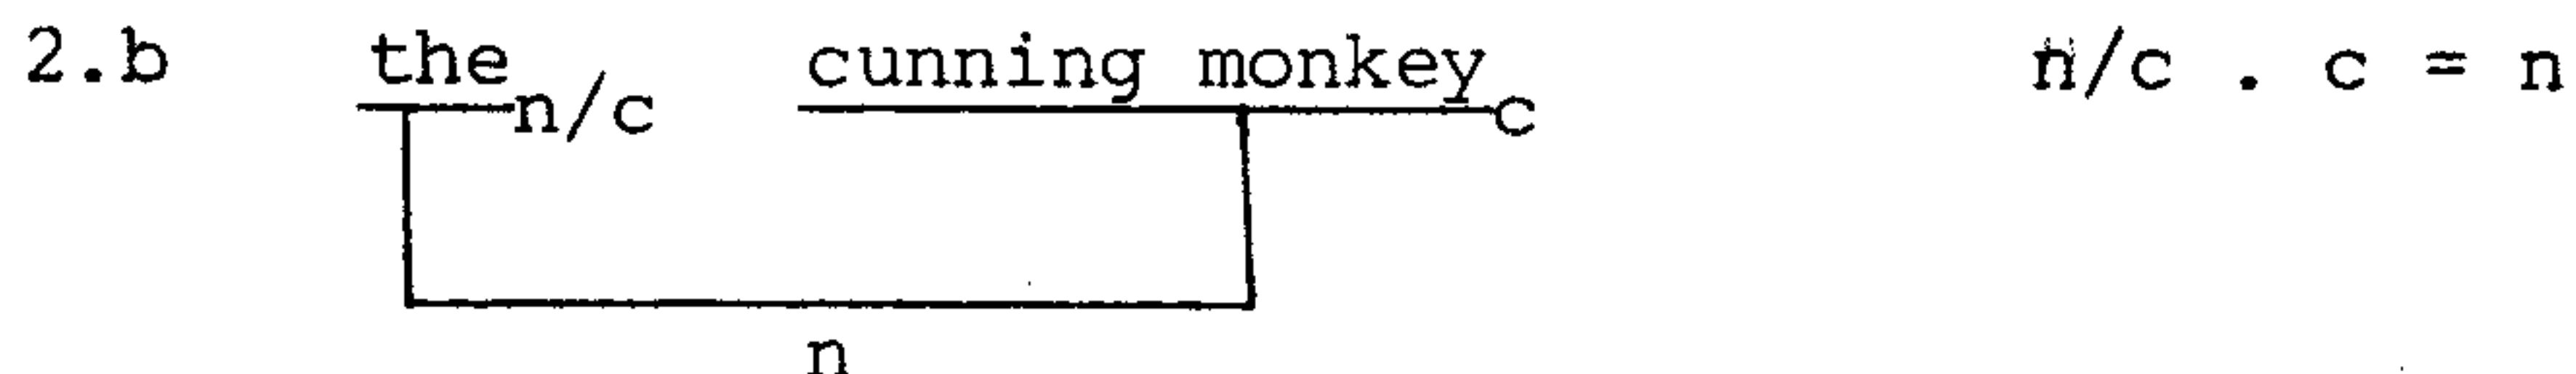 2.b the n/c cunning monkey c n/c . c = n
n